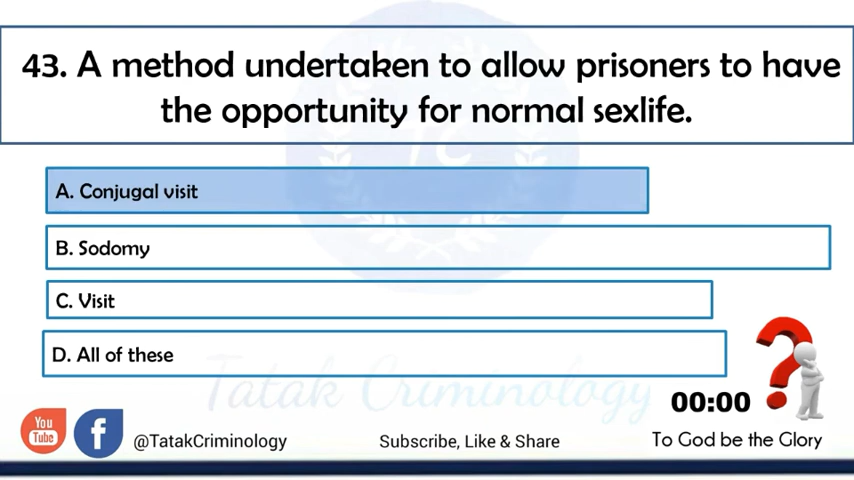 43. A method undertaken to allow prisoners to have
the opportunity for normal sexlife.
A. Conjugal visit
B. Sodomy
C. Visit
D. All of these
Tatak Criminology
00:00
You
Tube
f
@TatakCriminology
Subscribe, Like & Share
To God be the Glory